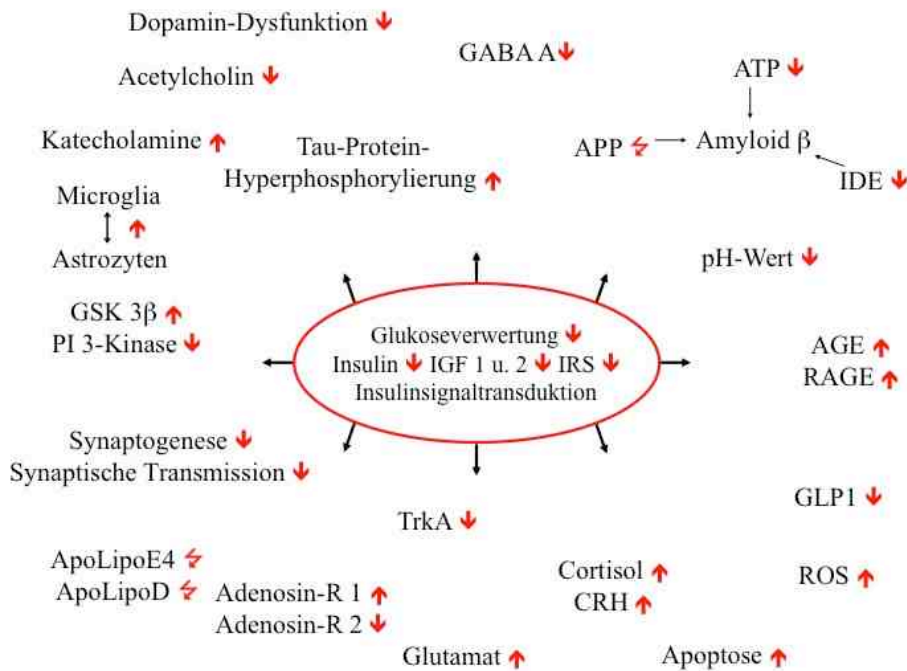 Dopamin-Dysfunktion
GABA A
Acetylcholin
ATP
Katecholamine
Tau-Protein-
Hyperphosphorylierung
APP
Amyloid β
IDE
Microglia
Astrozyten
pH-Wert
GSK 3β
PI 3-Kinase
Glukoseverwertung
Insulin IGF 1 u. 2 IRS
Insulinsignaltransduktion
AGE
RAGE
Synaptogenese
Synaptische Transmission
GLP1
TrkA
ApoLipoE4
ApoLipoD
Adenosin-R 1
Adenosin-R 2
Cortisol
CRH
ROS
Glutamat
Apoptose